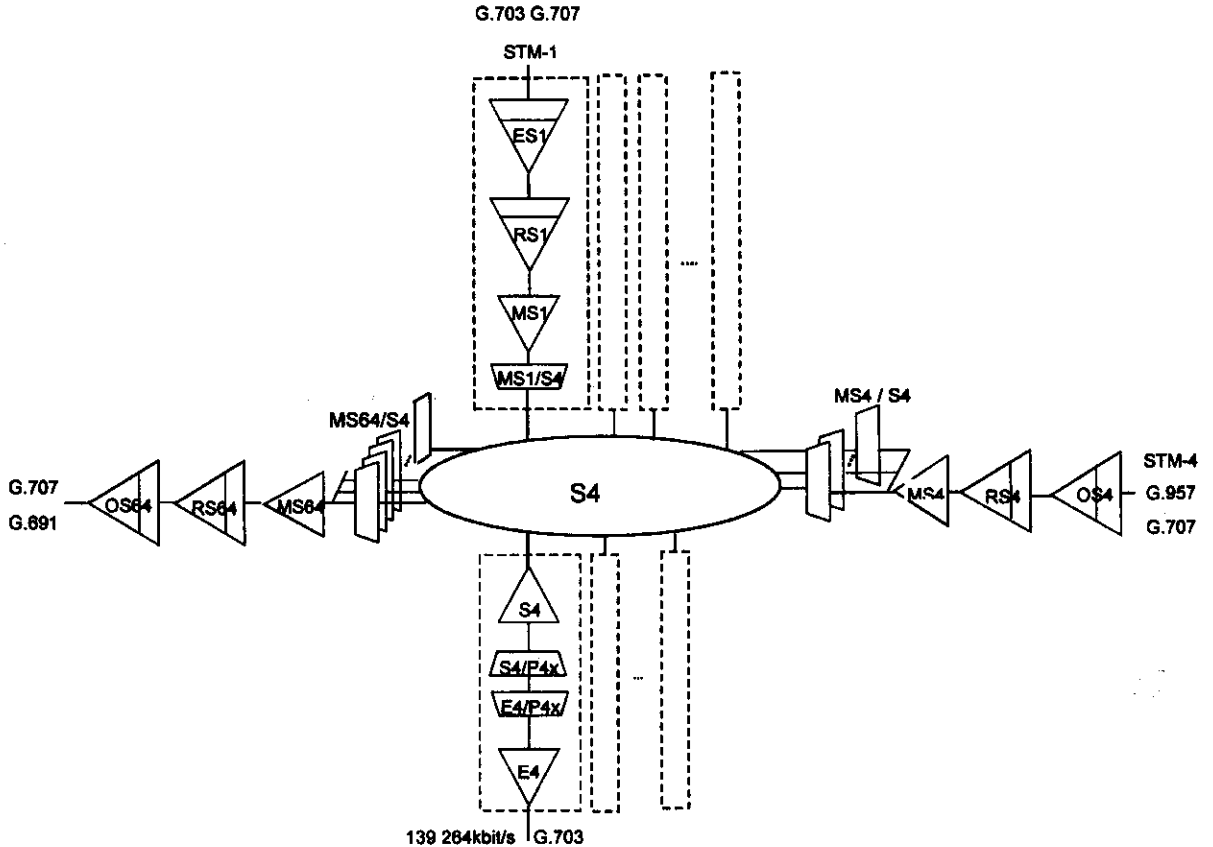 G.703 G.707
STM-1
ES1
RS1
MS1
MS1/S4
.....
MS64/S4
MS4 / S4
G.707
G.691
OS64
RS64
MS64
S4
MS4
RS4
OS4
STM-4
G.957
G.707
S4
S4/P4x
E4/P4x
...
E4
139 264kbit/s G.703